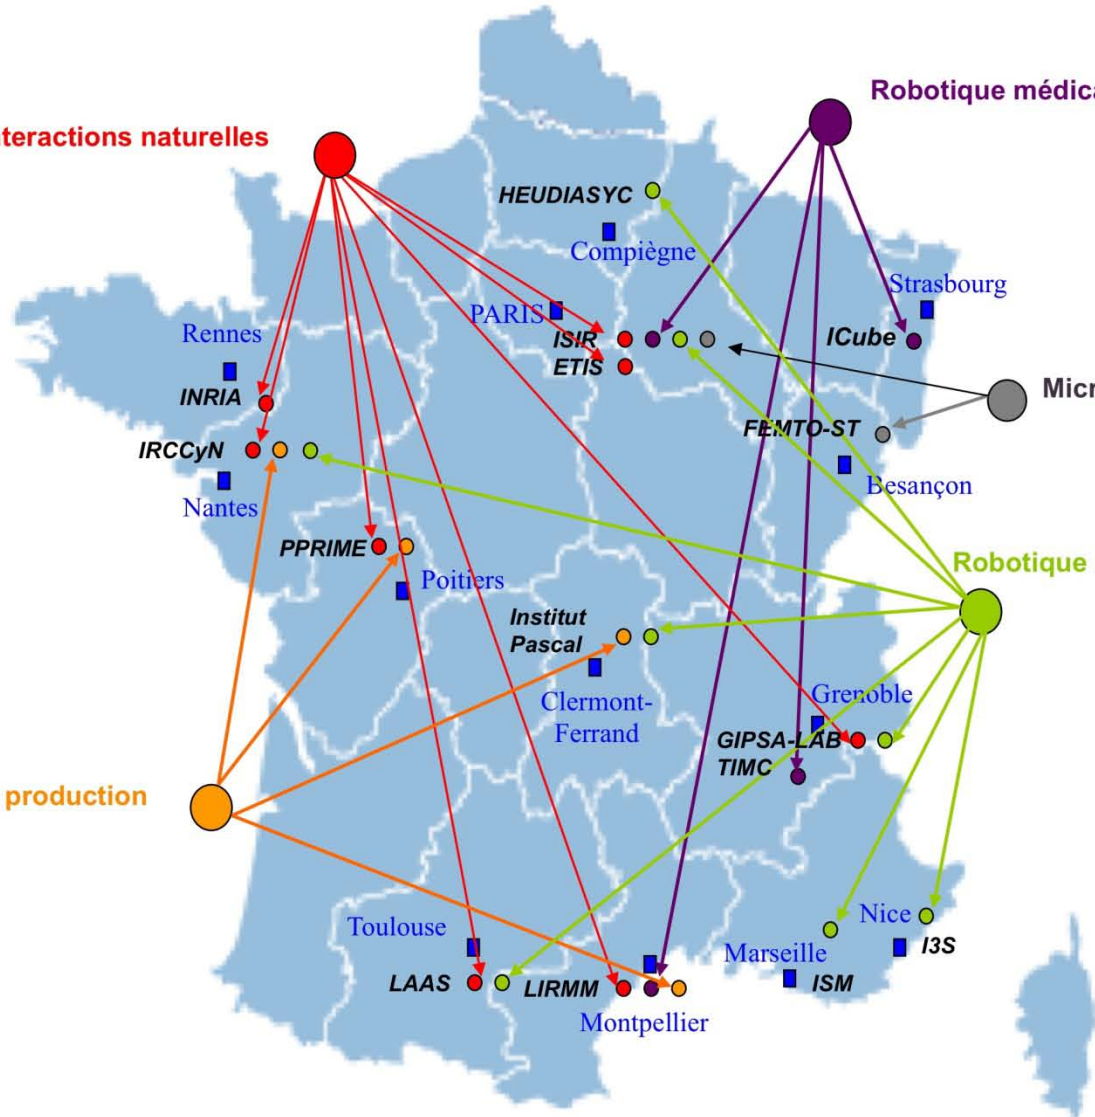 Robotique médica
teractions naturelles
HEUDIASYC
Compiègne
Strasbourg
PARIS
Rennes
ISIR
ICube
ETIS
INRIA
Micr
FEMTO-ST
IRCCyN
Besançon
Nantes
PPRIME
Robotique
Poitiers
Institut
Pascal
Grenoble
Clermont-
Ferrand
GIPSA-LAB
TIMC
production
Toulouse
Nice
I3S
Marseille
LAAS
LIRMM
ISM
Montpellier